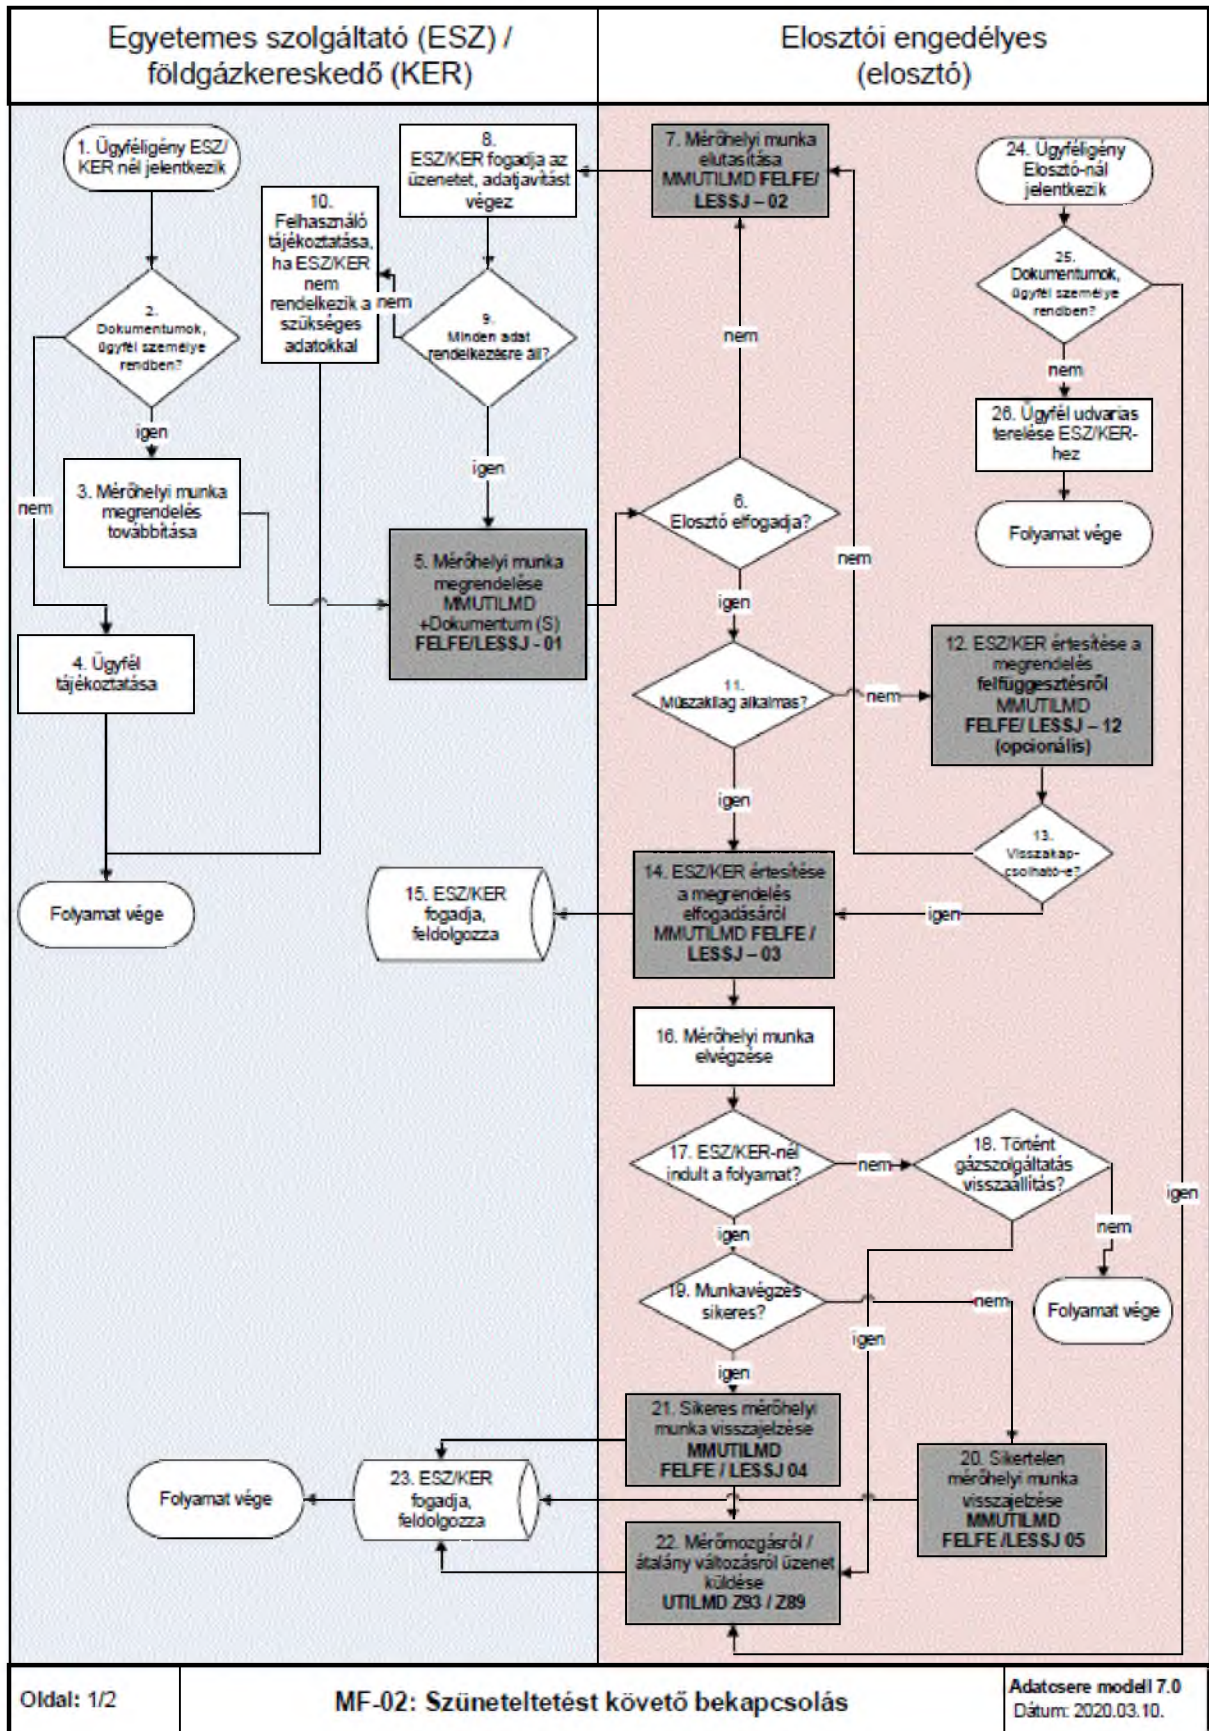 Egyetemes szolgáltató (ESZ) /
földgázkereskedő (KER)
Elosztói engedélyes
(elosztó)
1. Ügyféligény ESZ/
KER nél jelentkezik
8.
ESZ/KER fogadja az
üzenetet, adatjavítást
végez
7. Mérőhelyi munka
elutasítása
MMUTILMD FELFE/
LESSJ – 02
24. Ügyféligény
Elosztó-nál
jelentkezik
10.
Felhasználó
tájékoztatása,
ha ESZ/KER
nem
rendelkezik a
szükséges
adatokkal
2.
Dokumentumok,
ügyfél személye
rendben?
nem
9.
Minden adat
rendelkezésre áll?
25.
Dokumentumok,
ügyfél személye
rendben?
nem
nem
igen
26. Ügyfél udvarias
terelése ESZ/KER-
hez
igen
3. Mérőhelyi munka
megrendelés
továbbítása
nem
6.
Elosztó elfogadja?
Folyamat vége
nem
5. Mérőhelyi munka
megrendelése
MMUTILMD
+Dokumentum (S)
FELFE/LESSJ - 01
igen
4. Ügyfél
tájékoztatása
11.
Műszakilag alkalmas?
nem
12. ESZ/KER értesítése a
megrendelés
felfüggesztésről
MMUTILMD
FELFE/ LESSJ – 12
(opcionális)
igen
13.
Visszakap-
csolható-e?
14. ESZ/KER értesítése
a megrendelés
elfogadásáról
MMUTILMD FELFE /
LESSJ – 03
igen
15. ESZ/KER
fogadja,
feldolgozza
Folyamat vége
16. Mérőhelyi munka
elvégzése
17. ESZ/KER-nél
indult a folyamat?
nem
18. Történt
gázszolgáltatás
visszaállítás?
igen
nem
igen
19. Munkavégzés
sikeres?
nem
Folyamat vége
igen
igen
21. Sikeres mérőhelyi
munka visszajelzése
MMUTILMD
FELFE / LESSJ 04
20. Sikertelen
mérőhelyi munka
visszajelzése
MMUTILMD
FELFE /LESSJ 05
Folyamat vége
23. ESZ/KER
fogadja,
feldolgozza
22. Mérőmozgásról /
átalány változásról üzenet
küldése
UTILMD Z93 / Z89
Oldal: 1/2
MF-02: Szüneteltetést követő bekapcsolás
Adatcsere modell 7.0
Dátum: 2020.03.10.